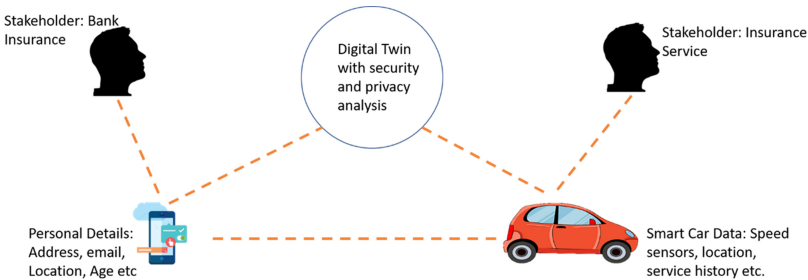 Stakeholder: Bank
Insurance
Stakeholder: Insurance
Service
Digital Twin
with security
and privacy
analysis
Personal Details:
Address, email,
Location, Age etc
Smart Car Data: Speed
sensors, location,
service history etc.